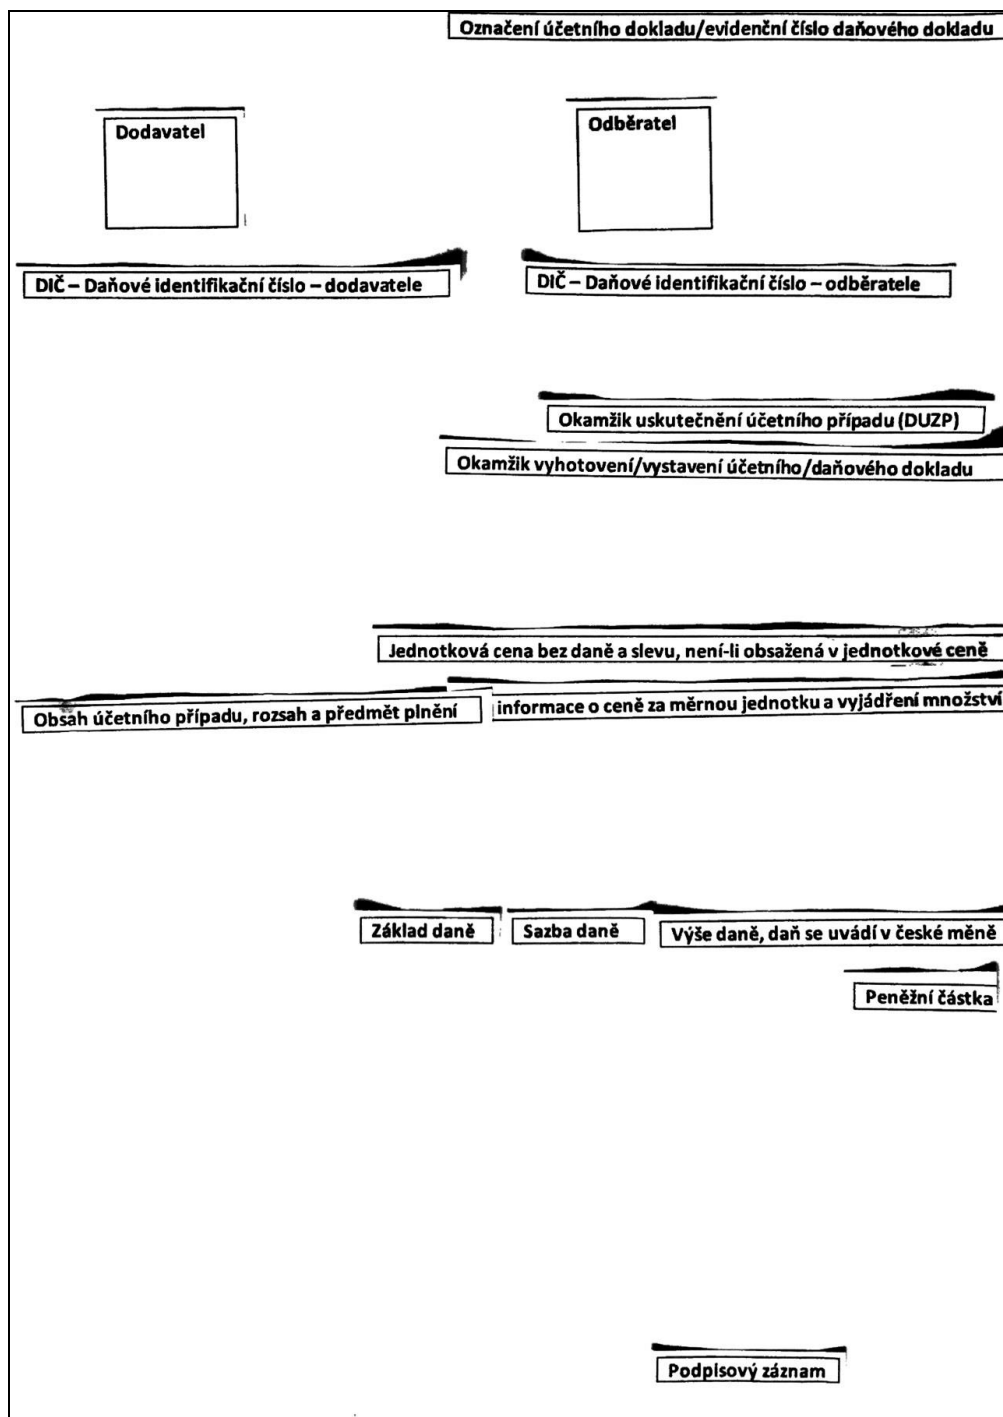 Označení účetního dokladu/evidenční číslo daňového dokladu
Dodavatel
Odběratel
DIČ – Daňové identifikační číslo – dodavatele
DIČ – Daňové identifikační číslo – odběratele
Okamžik uskutečnění účetního případu (DUZP)
Okamžik vyhotovení/vystavení účetního/daňového dokladu
Jednotková cena bez daně a slevu, není-li obsažená v jednotkové ceně
Obsah účetního případu, rozsah a předmět plnění
informace o ceně za měrnou jednotku a vyjádření množství
Základ daně
Sazba daně
Výše daně, daň se uvádí v české měně
Peněžní částka
Podpisový záznam